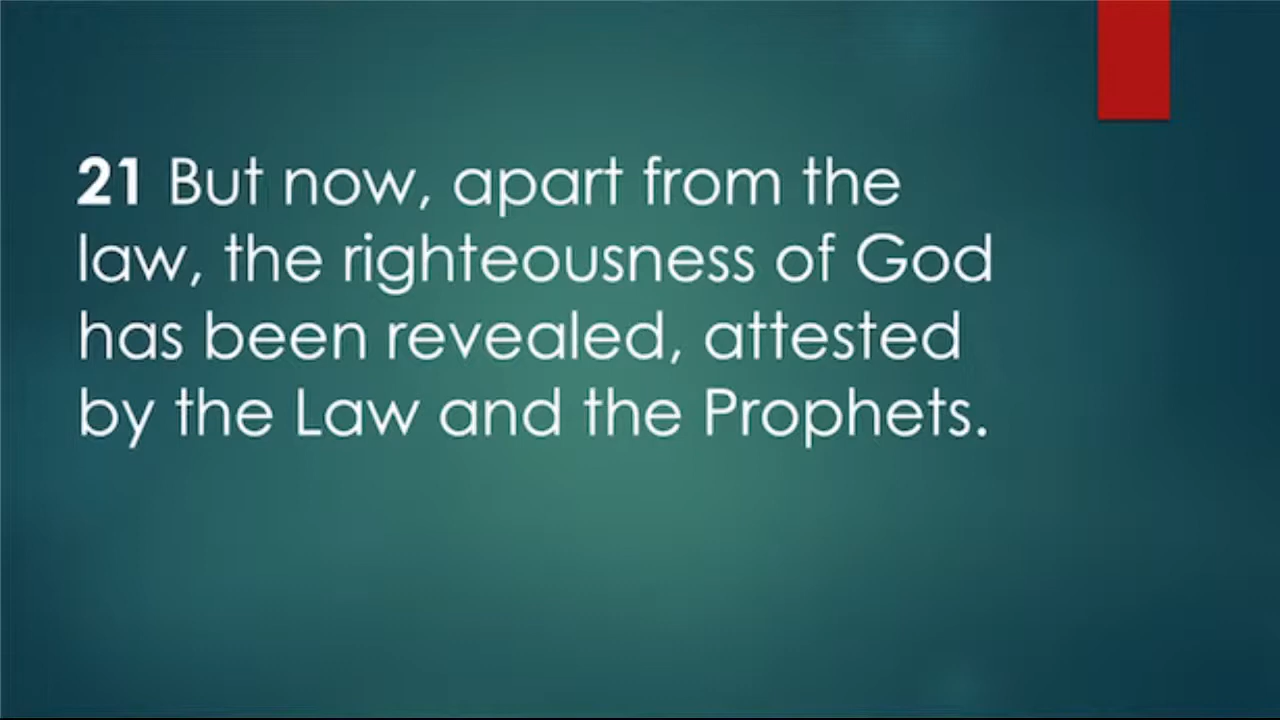 21 But now, apart from the
law, the righteousness of God
has been revealed, attested
by the Law and the Prophets.